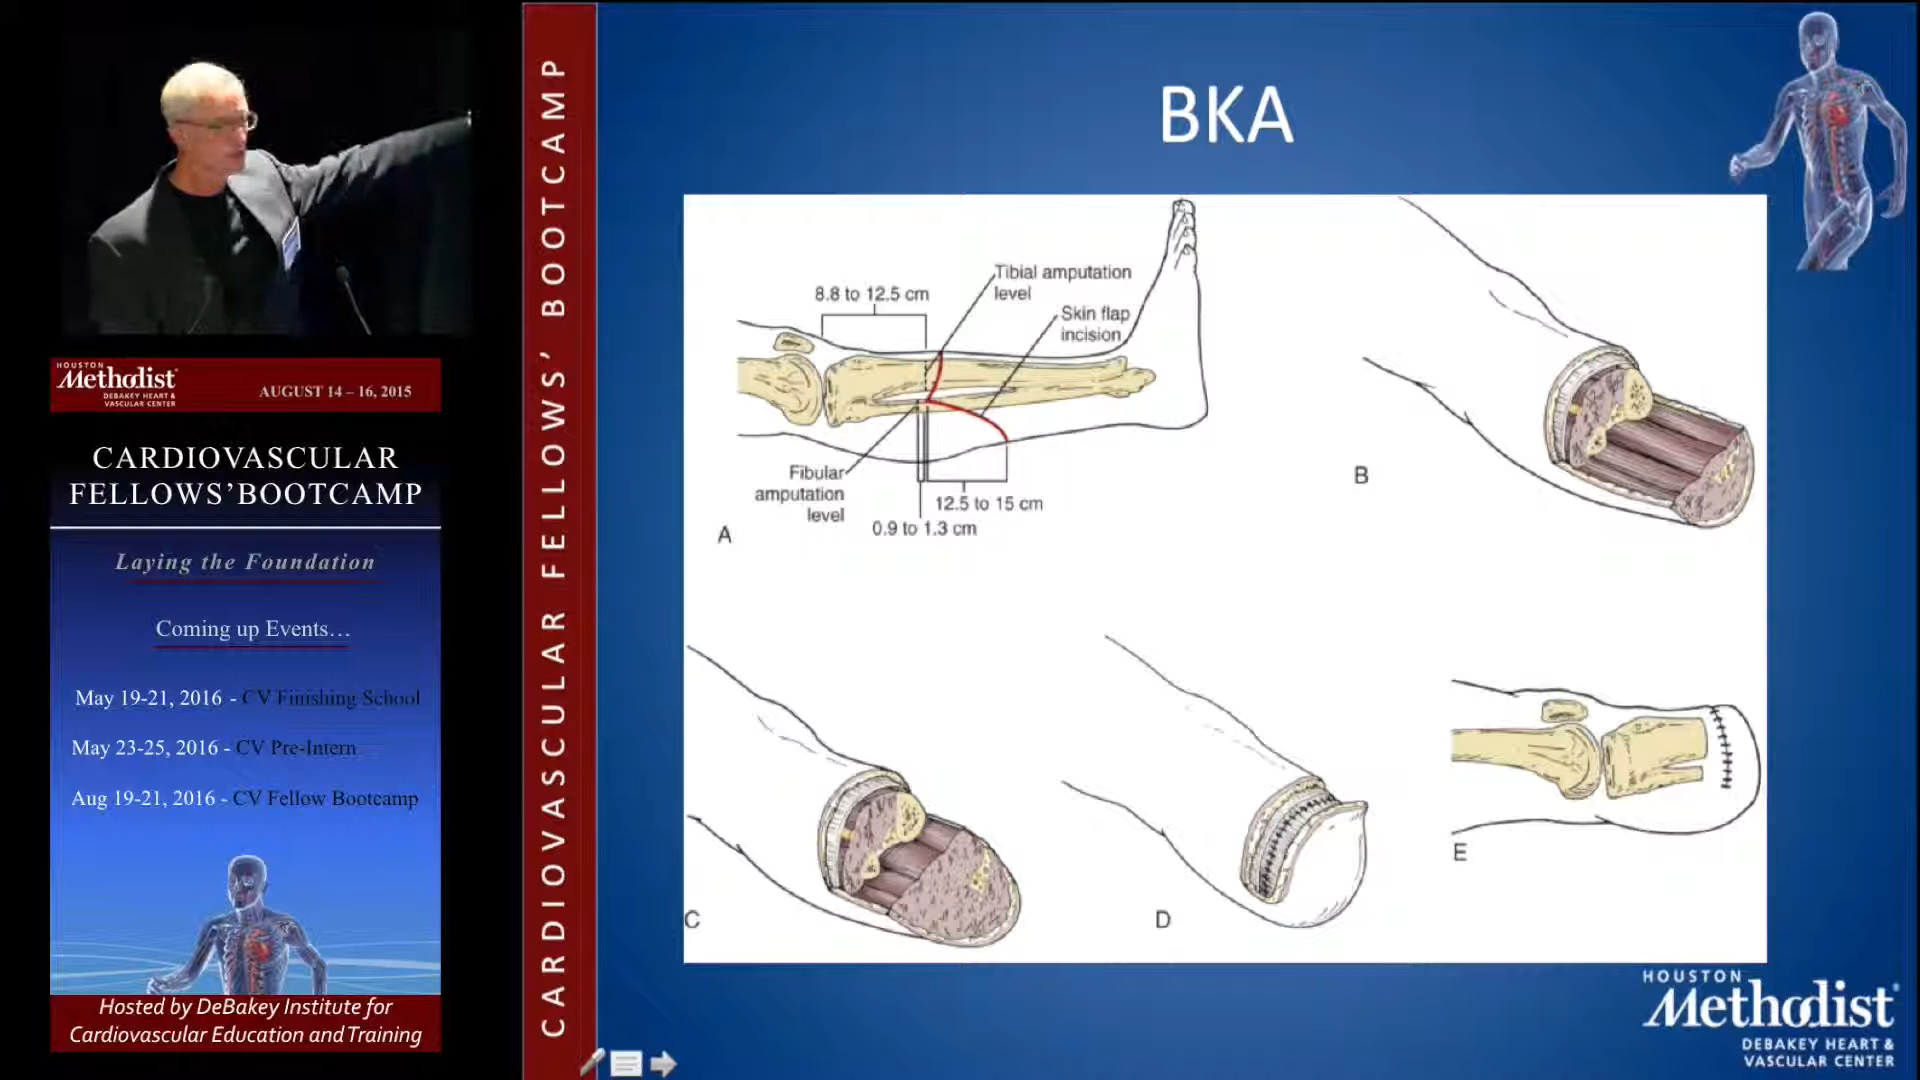 HOUSTON
Methodist
DEBAKEY HEART &
VASCULAR CENTER
AUGUST 14 – 16, 2015
CARDIOVASCULAR
FELLOWS'BOOTCAMP
Laying the Foundation
Coming up Events…
May 19-21, 2016 - CV Finishing School
May 23-25, 2016 - CV Pre-Intern
Aug 19-21, 2016 - CV Fellow Bootcamp
Hosted by DeBakey Institute for
Cardiovascular Education and Training
CARDIOVASCULAR FELLOWS' BOOTCAMP
BKA
8.8 to 12.5 cm
Tibial amputation
level
Skin flap
incision
Fibular
amputation
level
12.5 to 15 cm
0.9 to 1.3 cm
A
B
C
D
E
HOUSTON
Methodist
DEBAKEY HEART &
VASCULAR CENTER